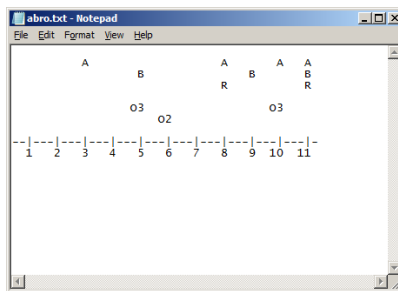 abro.txt - Notepad
File Edit Format View Help
        A                   A       A   A
                B               B       B
                            R           R
               O3                  O3
                   O2
--|---|---|---|---|---|---|---|---|---|---|-
  1   2   3   4   5   6   7   8   9  10  11